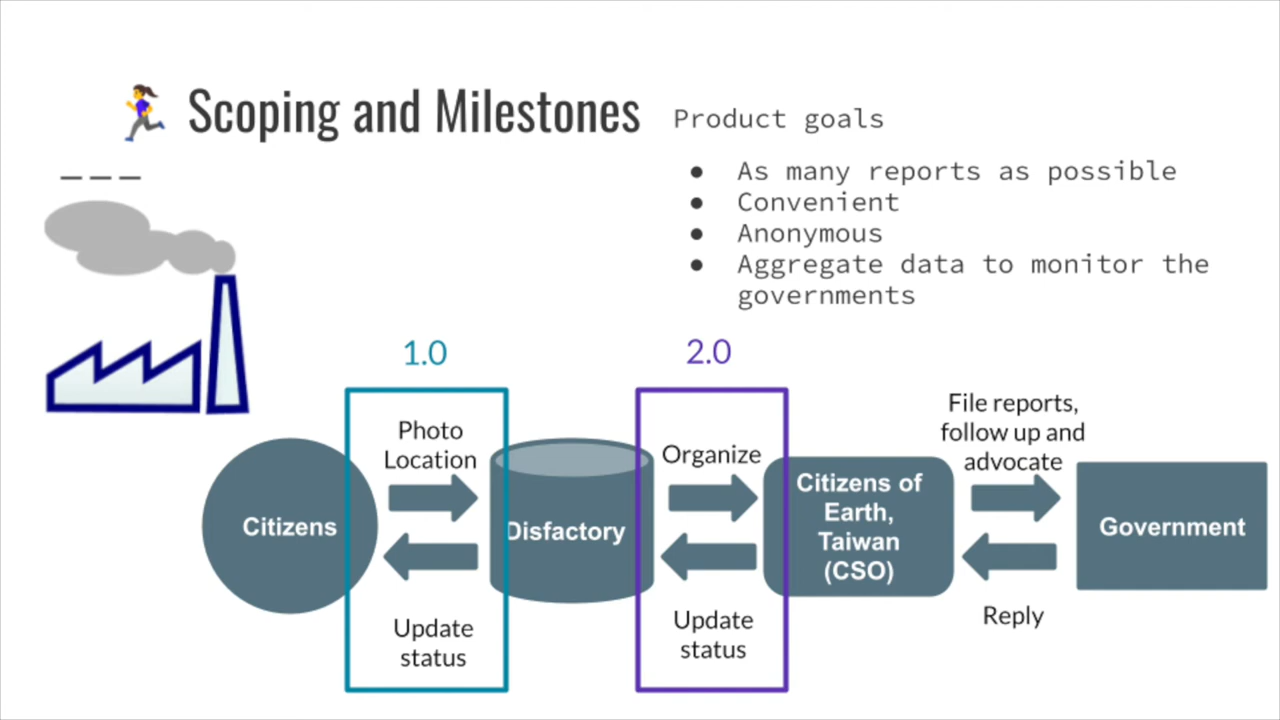 Scoping and Milestones
Product goals
● As many reports as possible
● Convenient
● Anonymous
● Aggregate data to monitor the
governments
1.0
2.0
Photo
Location
Organize
File reports,
follow up and
advocate
Citizens
Disfactory
Citizens of
Earth,
Taiwan
(CSO)
Government
Update
status
Update
status
Reply